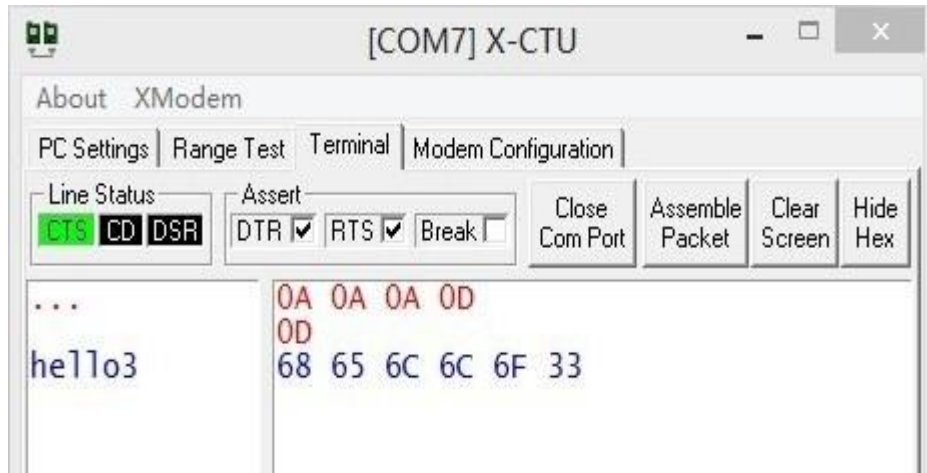 [COM7] X-CTU
About XModem
PC Settings Range Test Terminal Modem Configuration
Line Status Assert
CTS CD DSR DTR RTS Break
Close Com Port
Assemble Packet
Clear Screen
Hide Hex
... 0A 0A 0A 0D
0D
hello3 68 65 6C 6C 6F 33